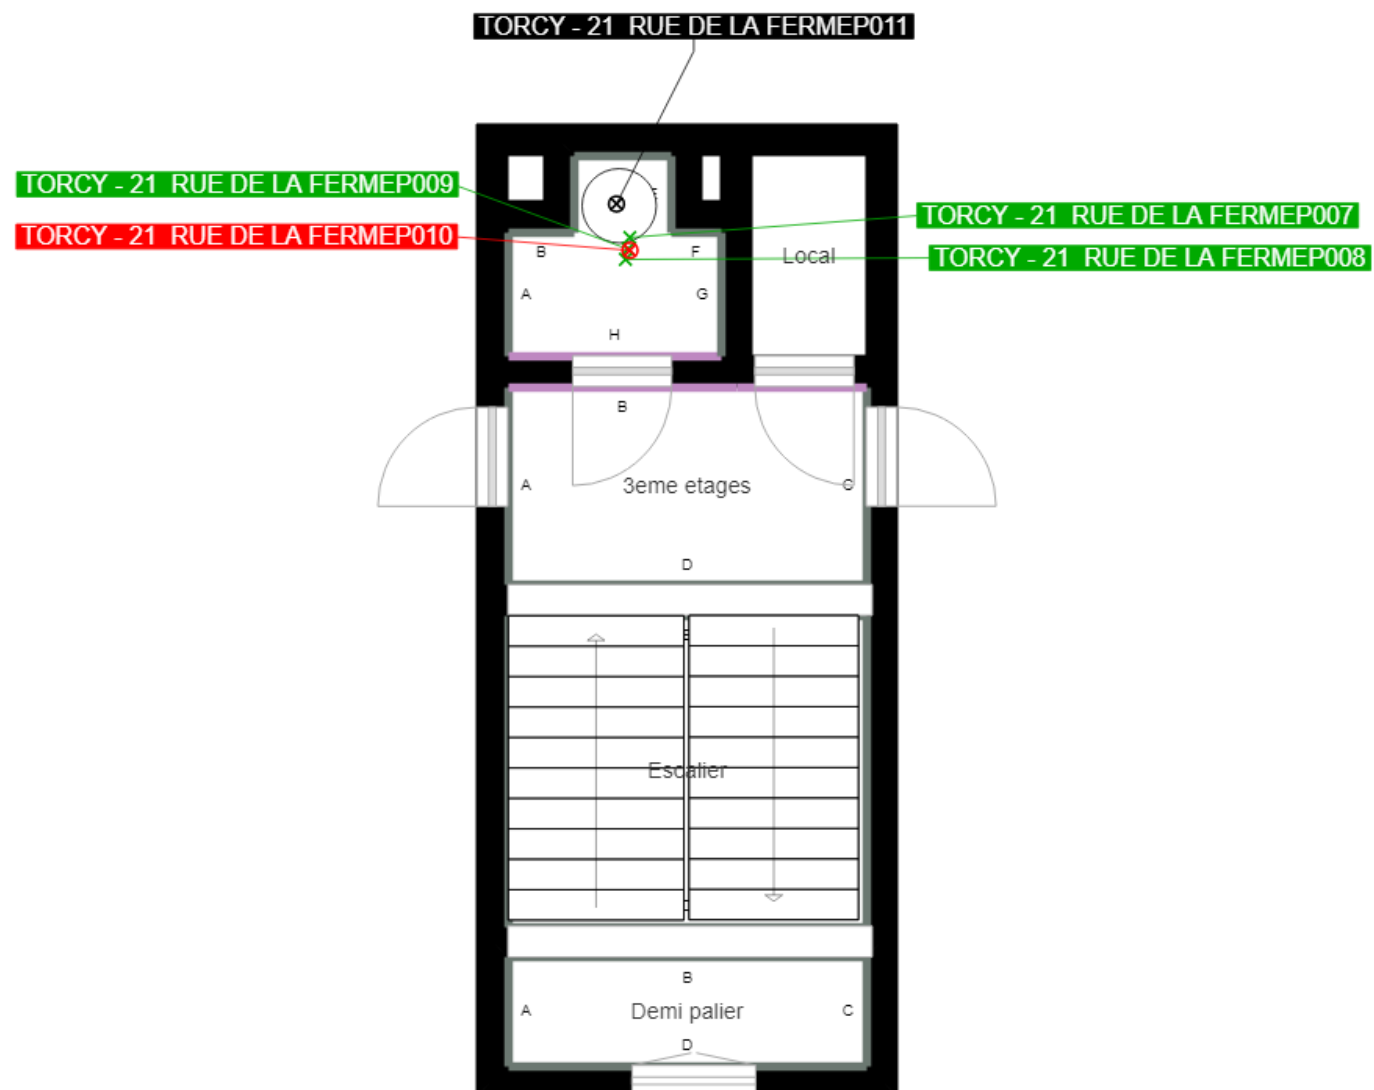 TORCY - 21 RUE DE LA FERMEP011
TORCY - 21 RUE DE LA FERMEP009
TORCY - 21 RUE DE LA FERMEP007
TORCY - 21 RUE DE LA FERMEP010
TORCY - 21 RUE DE LA FERMEP008
B
F
Local
A
G
H
B
A
3eme etages
C
D
Escalier
B
A
Demi palier
C
D